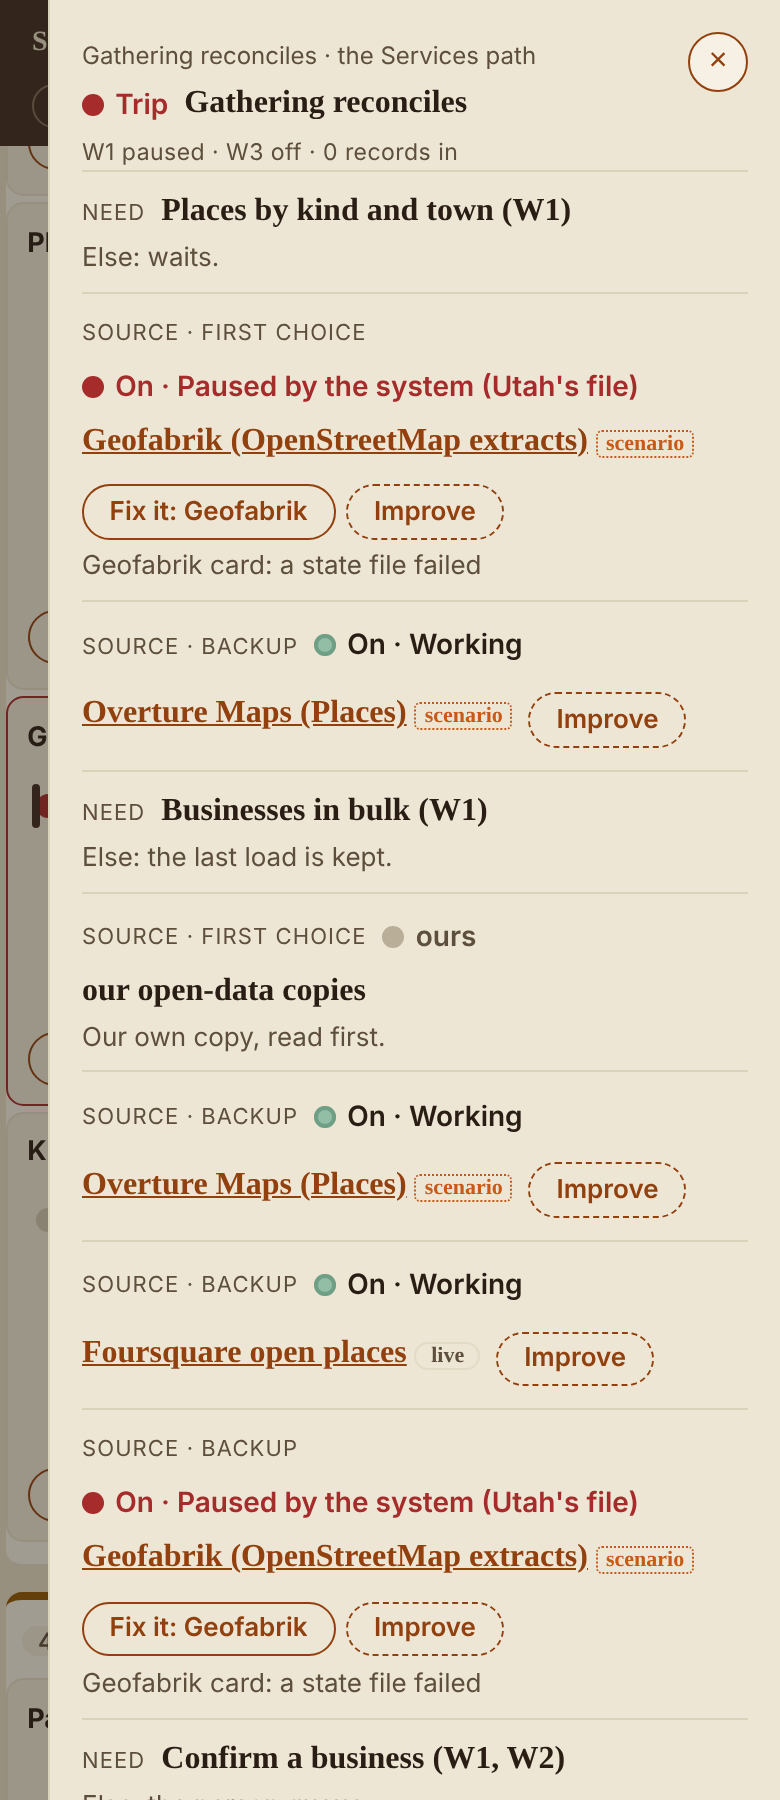 Gathering reconciles · the Services path
×
Trip Gathering reconciles
W1 paused · W3 off · 0 records in
NEED Places by kind and town (W1)
Else: waits.
SOURCE · FIRST CHOICE
On · Paused by the system (Utah's file)
Geofabrik (OpenStreetMap extracts) scenario
Fix it: Geofabrik Improve
Geofabrik card: a state file failed
SOURCE · BACKUP On · Working
Overture Maps (Places) scenario Improve
NEED Businesses in bulk (W1)
Else: the last load is kept.
SOURCE · FIRST CHOICE ours
our open-data copies
Our own copy, read first.
SOURCE · BACKUP On · Working
Overture Maps (Places) scenario Improve
SOURCE · BACKUP On · Working
Foursquare open places live Improve
SOURCE · BACKUP
On · Paused by the system (Utah's file)
Geofabrik (OpenStreetMap extracts) scenario
Fix it: Geofabrik Improve
Geofabrik card: a state file failed
NEED Confirm a business (W1, W2)